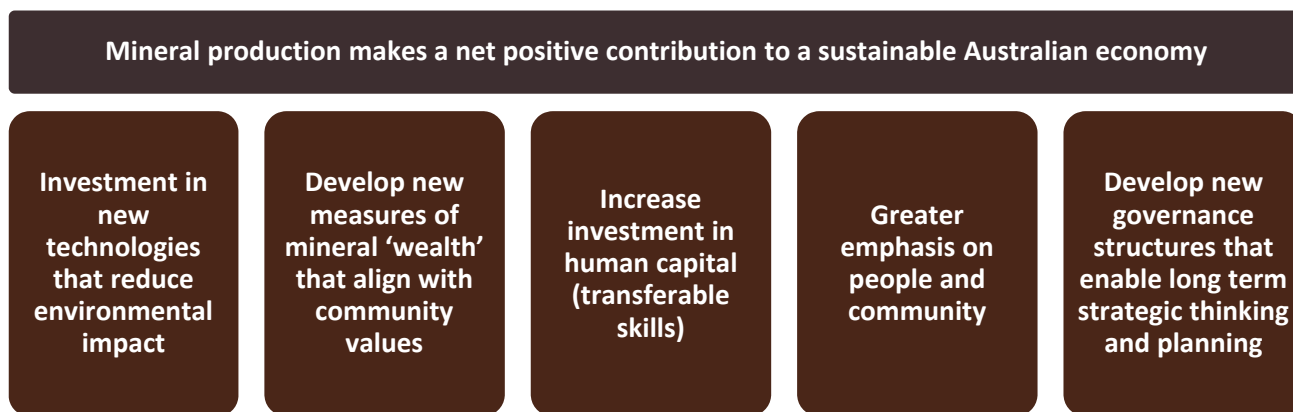 Mineral production makes a net positive contribution to a sustainable Australian economy
Investment in
new
technologies
that reduce
environmental
impact
Develop new
measures of
mineral ‘wealth’
that align with
community
values
Increase
investment in
human capital
(transferable
skills)
Greater
emphasis on
people and
community
Develop new
governance
structures that
enable long term
strategic thinking
and planning